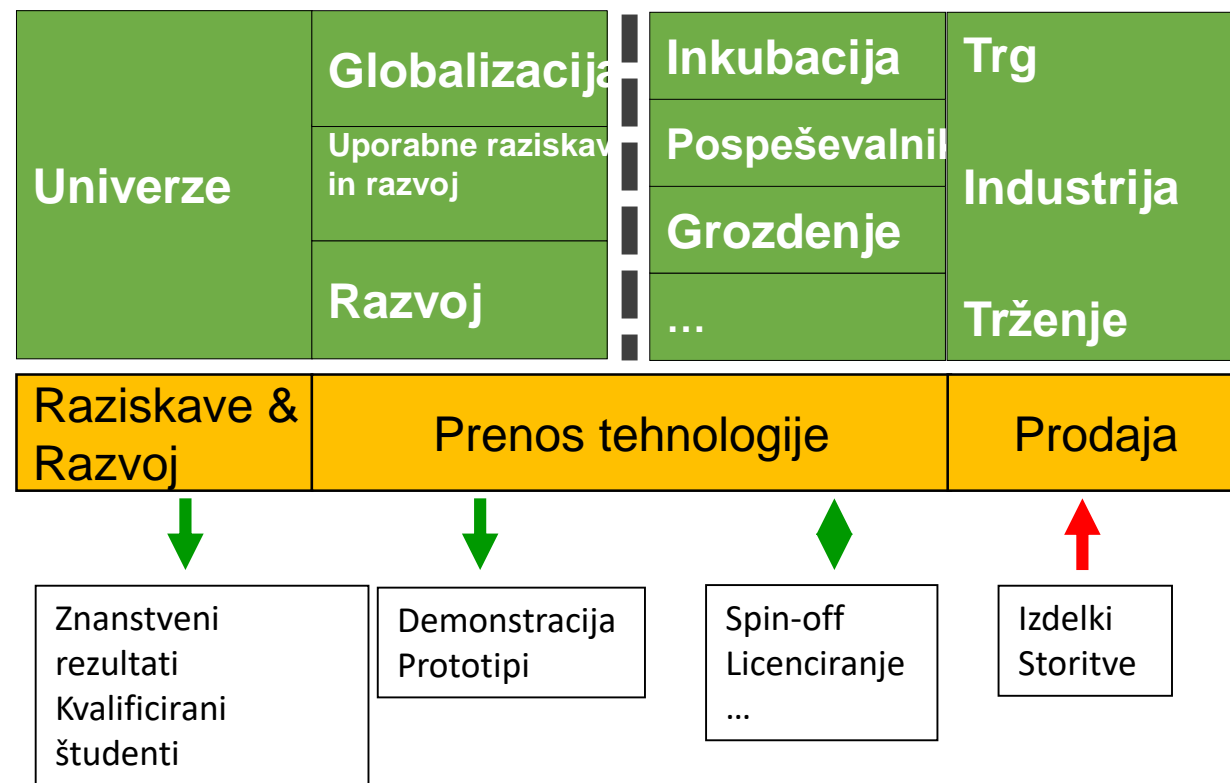 Univerze
Globalizacija
Uporabne raziskav
in razvoj
Razvoj
Inkubacija
Pospeševalnik
Grozdenje
...
Trg
Industrija
Trženje
Raziskave &
Razvoj
Prenos tehnologije
Prodaja
Znanstveni
rezultati
Kvalificirani
študenti
Demonstracija
Prototipi
Spin-off
Licenciranje
...
Izdelki
Storitve